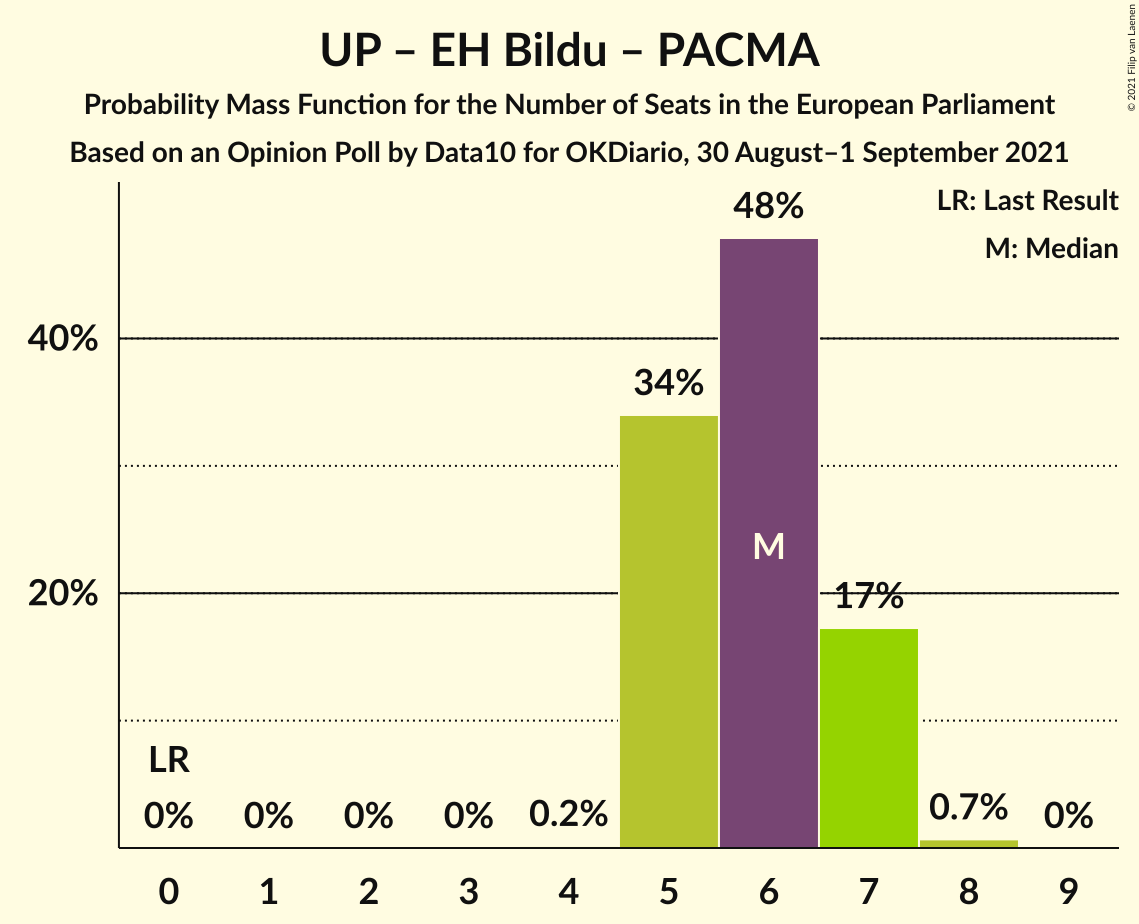 UP – EH Bildu – PACMA
Probability Mass Function for the Number of Seats in the European Parliament
Based on an Opinion Poll by Data10 for OKDiario, 30 August–1 September 2021
© 2021 Filip van Laenen
LR: Last Result
M: Median
48%
40%
34%
M
20%
17%
LR
0%
0%
0%
0%
0.2%
0.7%
0%
0
1
2
3
4
5
6
7
8
9